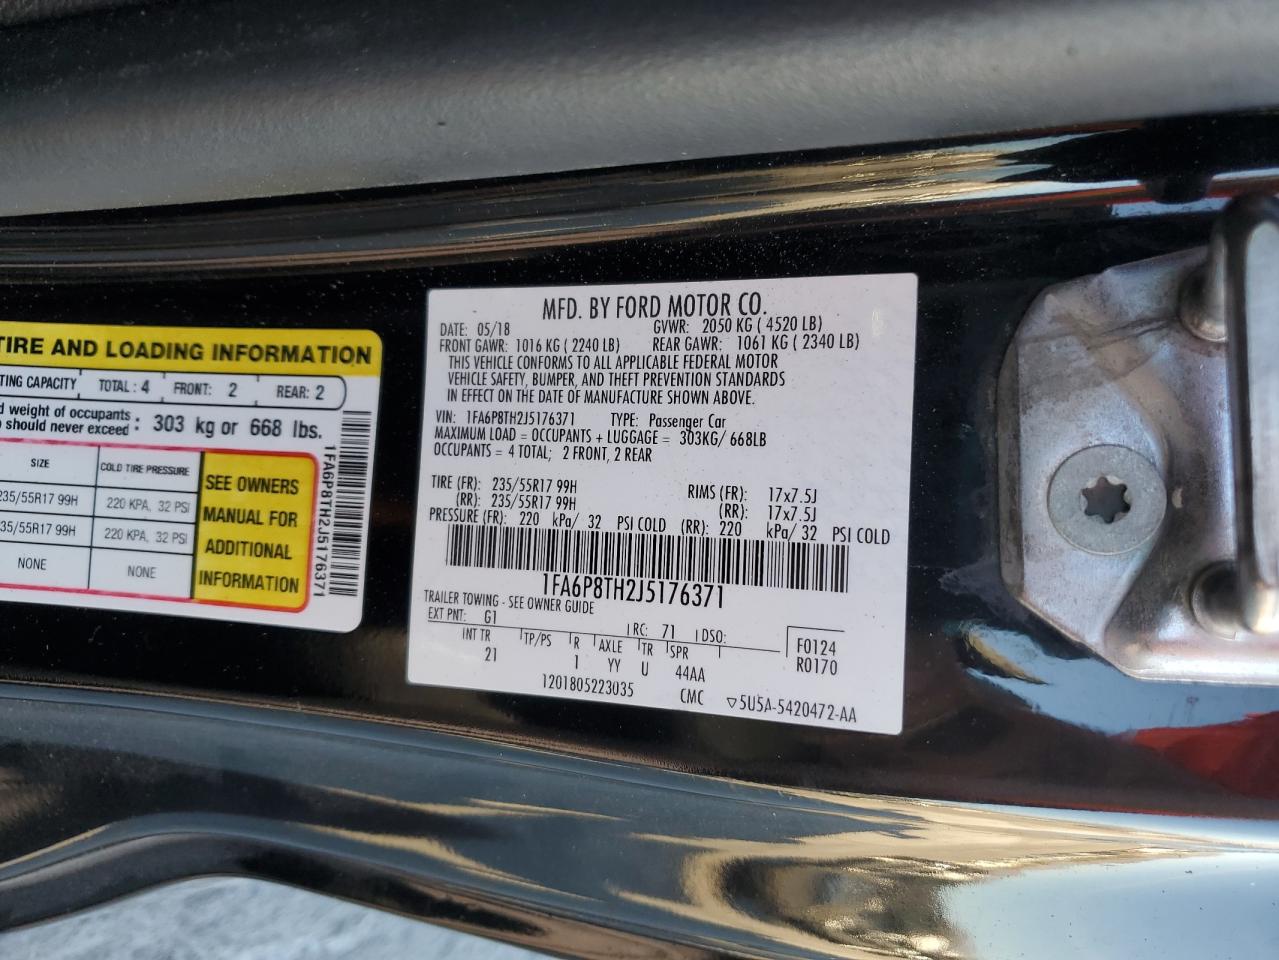 TIRE AND LOADING INFORMATION
TING CAPACITY TOTAL: 4 FRONT: 2 REAR: 2
d weight of occupants
should never exceed : 303 kg or 668 lbs.
SIZE COLD TIRE PRESSURE
235/55R17 99H 220 KPA, 32 PSI
35/55R17 99H 220 KPA, 32 PSI
NONE NONE
SEE OWNERS
MANUAL FOR
ADDITIONAL
INFORMATION
1FA6P8TH2J5176371
MFD. BY FORD MOTOR CO.
DATE: 05/18 GVWR: 2050 KG ( 4520 LB)
FRONT GAWR: 1016 KG ( 2240 LB) REAR GAWR: 1061 KG ( 2340 LB)
THIS VEHICLE CONFORMS TO ALL APPLICABLE FEDERAL MOTOR
VEHICLE SAFETY, BUMPER, AND THEFT PREVENTION STANDARDS
IN EFFECT ON THE DATE OF MANUFACTURE SHOWN ABOVE.
VIN: 1FA6P8TH2J5176371 TYPE: Passenger Car
MAXIMUM LOAD = OCCUPANTS + LUGGAGE = 303KG/ 668LB
OCCUPANTS = 4 TOTAL; 2 FRONT, 2 REAR
TIRE (FR): 235/55R17 99H RIMS (FR): 17x7.5J
(RR): 235/55R17 99H (RR): 17x7.5J
PRESSURE (FR): 220 kPa/ 32 PSI COLD (RR): 220 kPa/ 32 PSI COLD
1FA6P8TH2J5176371
TRAILER TOWING - SEE OWNER GUIDE
EXT PNT: G1 RC: 71 DSO: F0124
INT TR TP/PS R AXLE TR SPR R0170
21 1 YY U 44AA
1201805223035 CMC ▽5U5A-5420472-AA